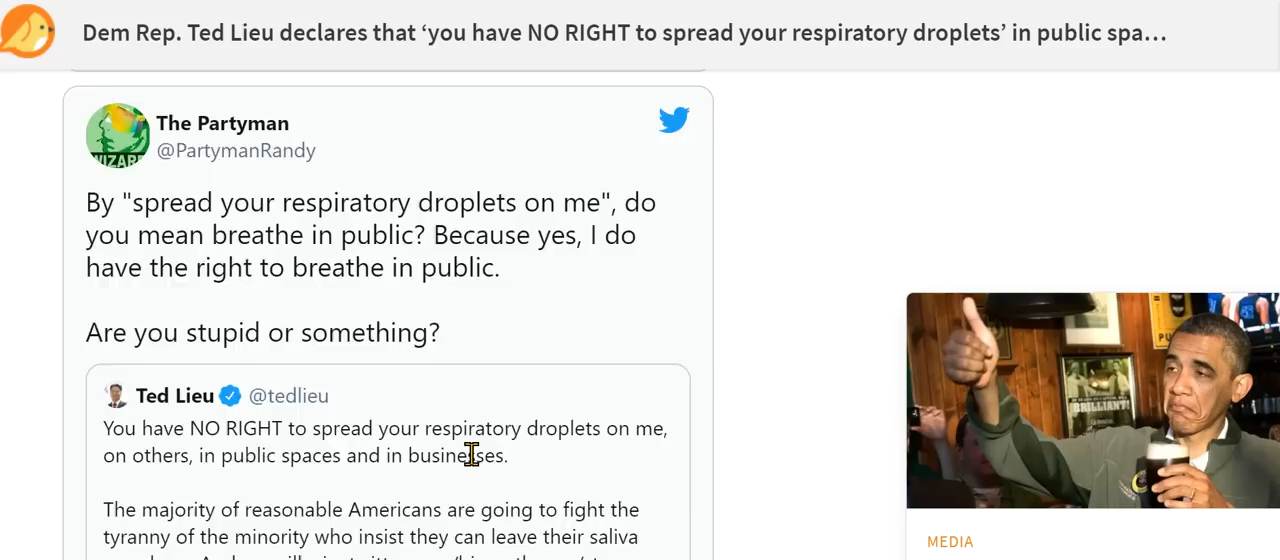 Dem Rep. Ted Lieu declares that ‘you have NO RIGHT to spread your respiratory droplets’ in public spa…
The Partyman
@PartymanRandy
WIZAR
By "spread your respiratory droplets on me", do
you mean breathe in public? Because yes, I do
have the right to breathe in public.
Are you stupid or something?
Ted Lieu @tedlieu
You have NO RIGHT to spread your respiratory droplets on me,
on others, in public spaces and in businesses.
The majority of reasonable Americans are going to fight the
tyranny of the minority who insist they can leave their saliva
BRILLIANT!
MEDIA